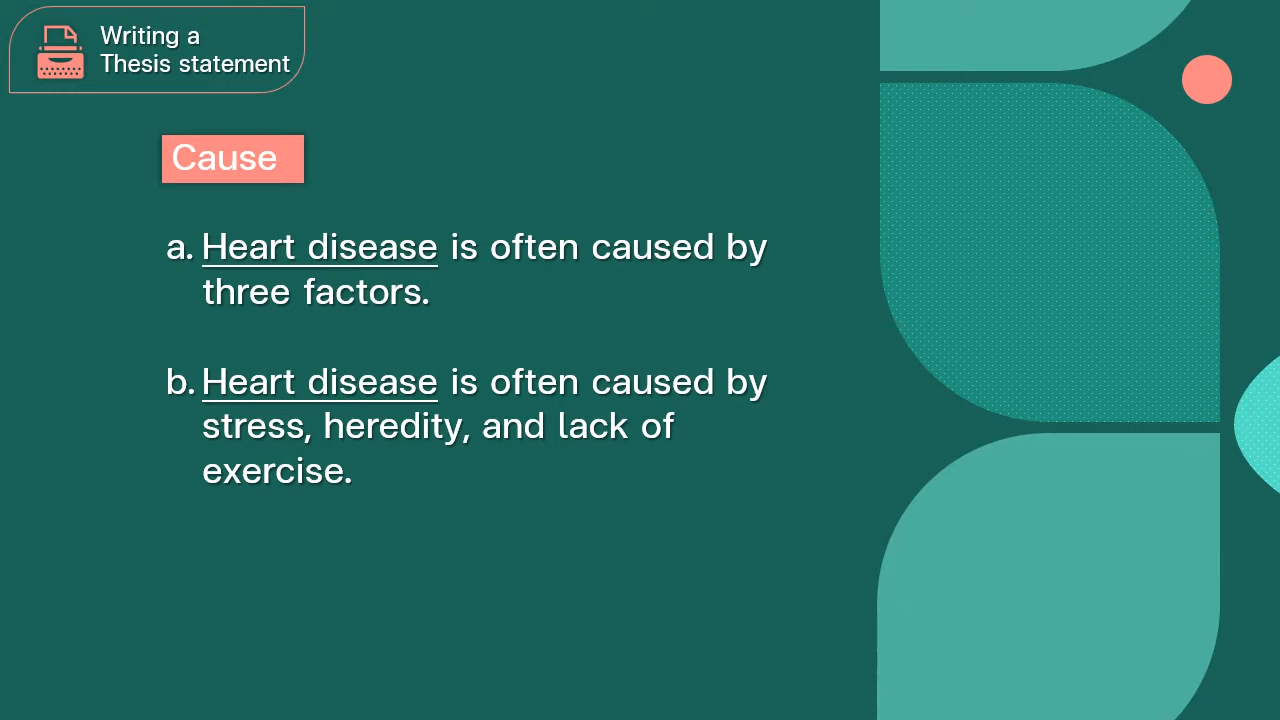 Writing a
Thesis statement
Cause
a. Heart disease is often caused by
three factors.
b. Heart disease is often caused by
stress, heredity, and lack of
exercise.